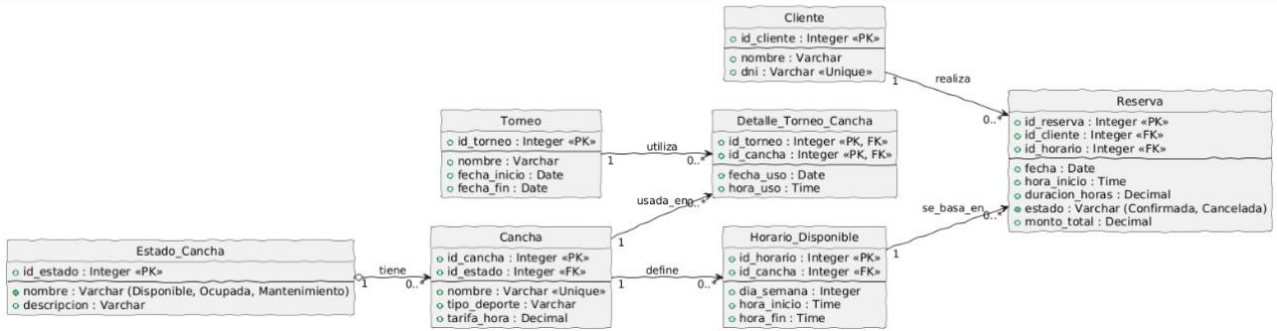 Cliente
id_cliente : Integer «PK»
nombre : Varchar
dni : Varchar «Unique»
1
realiza
0..*
Reserva
id_reserva : Integer «PK»
id_cliente : Integer «FK»
id_horario : Integer «FK»
fecha : Date
hora_inicio : Time
duracion_horas : Decimal
estado : Varchar (Confirmada, Cancelada)
monto_total : Decimal
Torneo
id_torneo : Integer «PK»
nombre : Varchar
fecha_inicio : Date
fecha_fin : Date
1
utiliza
0..*
Detalle_Torneo_Cancha
id_torneo : Integer «PK, FK»
id_cancha : Integer «PK, FK»
fecha_uso : Date
hora_uso : Time
usada_en
0..*
1
se_basa_en
0..*
1
Estado_Cancha
id_estado : Integer «PK»
nombre : Varchar (Disponible, Ocupada, Mantenimiento)
descripcion : Varchar
1
tiene
0..*
Cancha
id_cancha : Integer «PK»
id_estado : Integer «FK»
nombre : Varchar «Unique»
tipo_deporte : Varchar
tarifa_hora : Decimal
1
define
0..*
Horario_Disponible
id_horario : Integer «PK»
id_cancha : Integer «FK»
dia_semana : Integer
hora_inicio : Time
hora_fin : Time